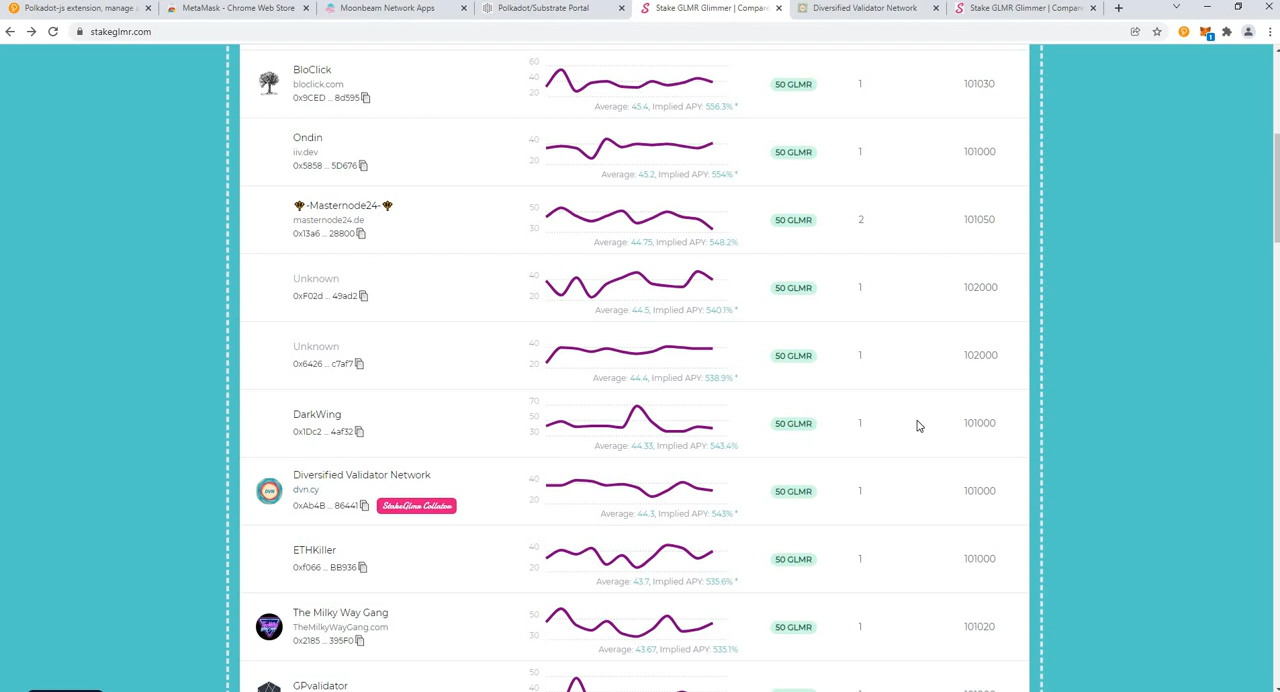 Polkadot-js extension, manage a
MetaMask - Chrome Web Store
Moonbeam Network Apps
Polkadot/Substrate Portal
Stake GLMR Glimmer | Compare
Diversified Validator Network
Stake GLMR Glimmer | Compare
stakeglmr.com
1
BloClick
bloclick.com
0x9CED ... 8d595
60
40
20
Average: 45.4, Implied APY: 556.3% *
50 GLMR
1
101030
Ondin
iiv.dev
0x5858 ... 5D676
40
20
Average: 45.2, Implied APY: 554% *
50 GLMR
1
101000
-Masternode24-
masternode24.de
0x13a6 ... 28800
50
30
Average: 44.75, Implied APY: 548.2%
50 GLMR
2
101050
Unknown
0xF02d ... 49ad2
40
20
Average: 44.5, Implied APY: 540.1% *
50 GLMR
1
102000
Unknown
0x6426 ... c7af7
40
20
Average: 44.4, Implied APY: 538.9% *
50 GLMR
1
102000
DarkWing
0x1Dc2 ... 4af32
70
50
30
Average: 44.33, Implied APY: 543.4%
50 GLMR
1
101000
DVN
Diversified Validator Network
dvn.cy
0xAb4B ... 86441
StakeGlmr Collator
40
20
Average: 44.3, Implied APY: 543% *
50 GLMR
1
101000
ETHKiller
0xf066 ... BB936
40
20
Average: 43.7, Implied APY: 535.6% *
50 GLMR
1
101000
The Milky Way Gang
TheMilkyWayGang.com
0x2185 ... 395F0
50
30
Average: 43.67, Implied APY: 535.1%
50 GLMR
1
101020
GPvalidator
50
40